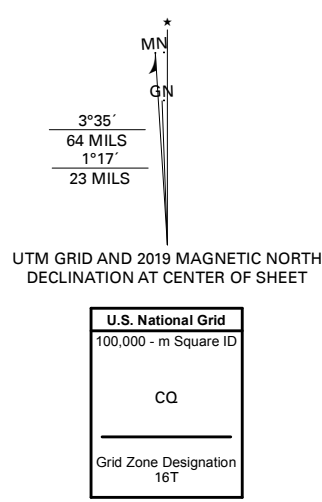 ★
MN
GN
3°35´
64 MILS
1°17´
23 MILS
UTM GRID AND 2019 MAGNETIC NORTH
DECLINATION AT CENTER OF SHEET
U.S. National Grid
100,000 - m Square ID
CQ
Grid Zone Designation
16T